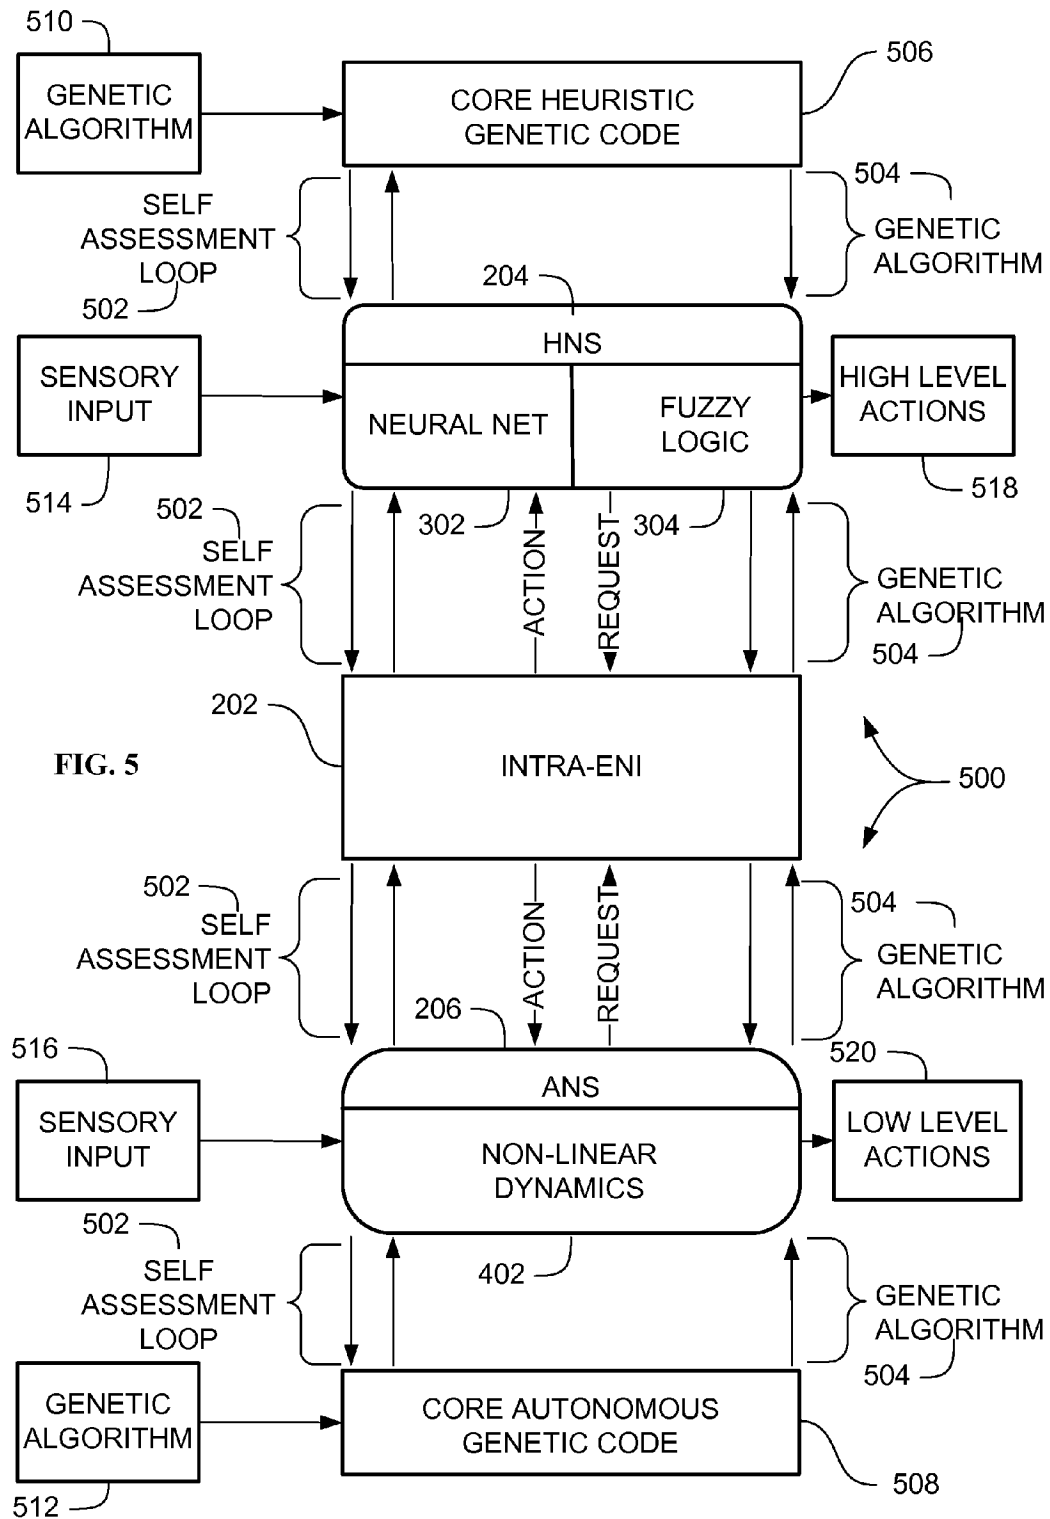 510
GENETIC
ALGORITHM
CORE HEURISTIC
GENETIC CODE
506
SELF
ASSESSMENT
LOOP
502
504
GENETIC
ALGORITHM
204
HNS
NEURAL NET
FUZZY
LOGIC
SENSORY
INPUT
514
HIGH LEVEL
ACTIONS
518
502
SELF
ASSESSMENT
LOOP
302
ACTION
REQUEST
304
GENETIC
ALGORITHM
504
202
INTRA-ENI
FIG. 5
500
502
SELF
ASSESSMENT
LOOP
ACTION
REQUEST
504
GENETIC
ALGORITHM
206
516
SENSORY
INPUT
ANS
NON-LINEAR
DYNAMICS
520
LOW LEVEL
ACTIONS
502
SELF
ASSESSMENT
LOOP
402
GENETIC
ALGORITHM
504
GENETIC
ALGORITHM
512
CORE AUTONOMOUS
GENETIC CODE
508